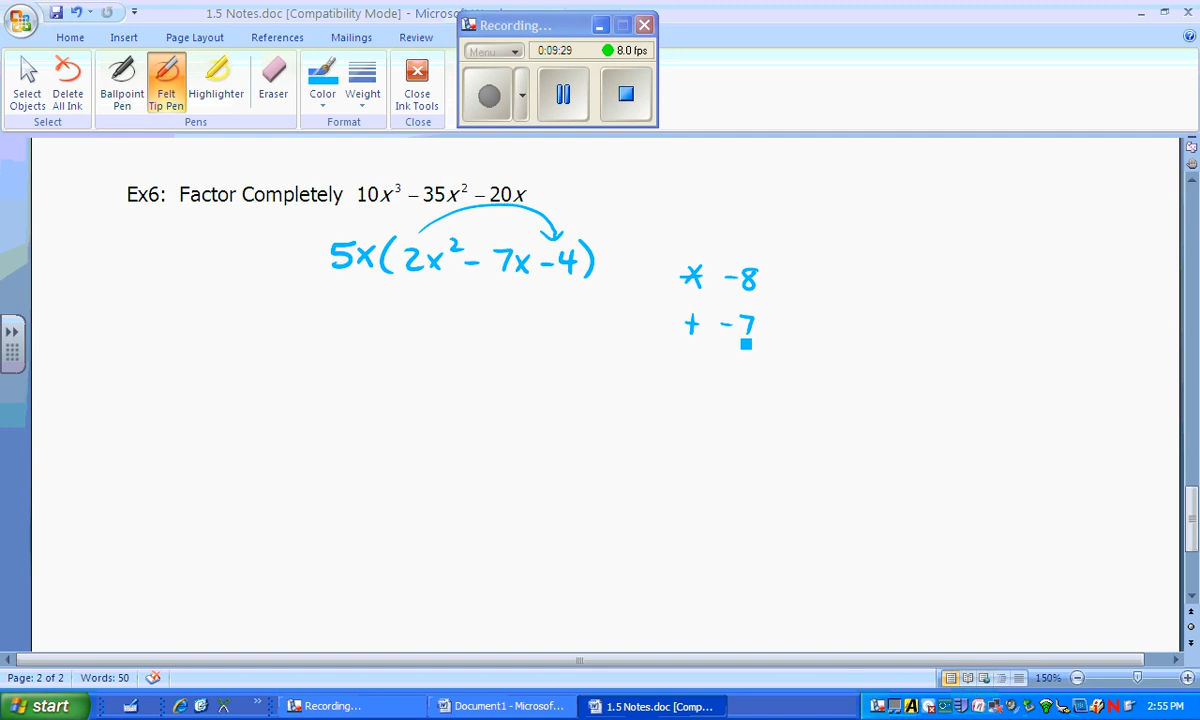 1.5 Notes.doc [Compatibility Mode] - Microsoft Word
Recording...
Home Insert Page Layout References Mailings Review
Menu 0:09:29 8.0 fps
Select Objects
Delete All Ink
Ballpoint Pen
Felt Tip Pen
Highlighter
Eraser
Color
Weight
Close Ink Tools
Select Pens Format Close
Ex6: Factor Completely 10x³ – 35x² – 20x
5x(2x² - 7x - 4)
* -8
+ -7
Page: 2 of 2 Words: 50 150%
start Recording... Document1 - Microsof... 1.5 Notes.doc [Comp... 2:55 PM